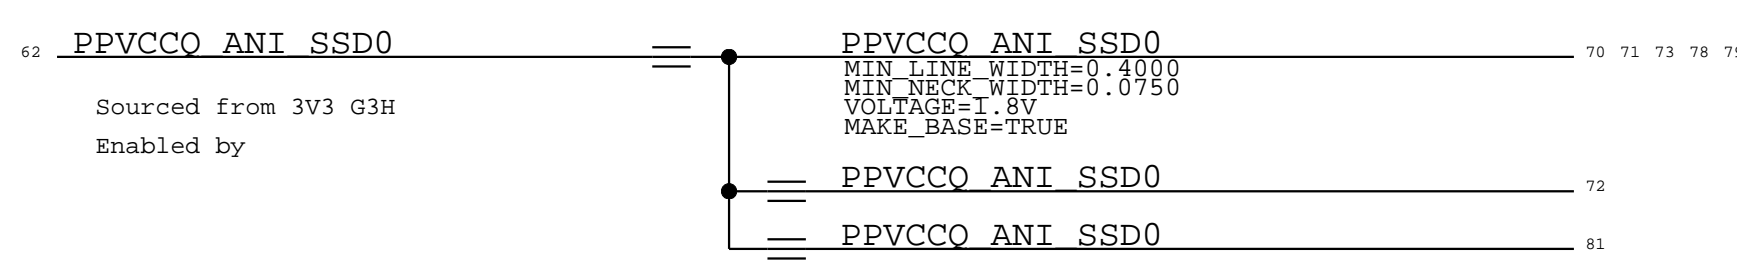 62 PPVCCQ_ANI_SSD0 PPVCCQ_ANI_SSD0 70 71 73 78
MIN_LINE_WIDTH=0.4000
MIN_NECK_WIDTH=0.0750
Sourced from 3V3 G3H
VOLTAGE=1.8V
MAKE_BASE=TRUE
Enabled by
PPVCCQ_ANI_SSD0 72
PPVCCQ_ANI_SSD0 81